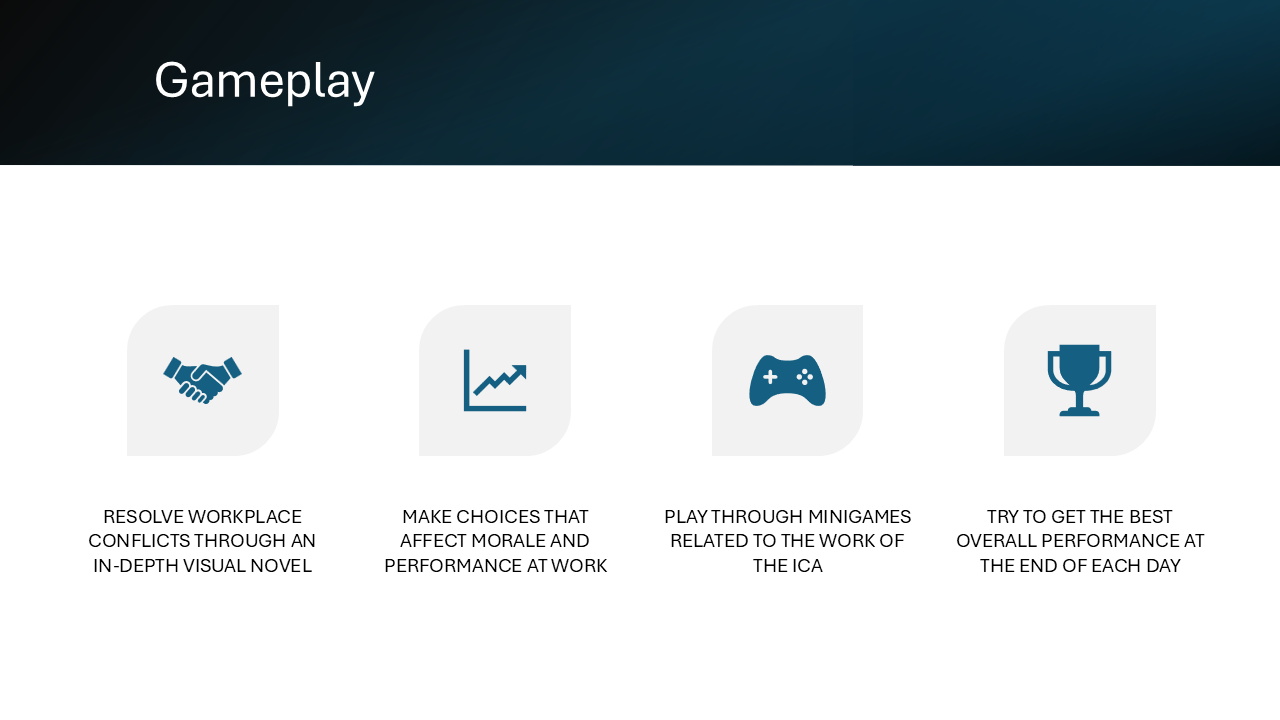 Gameplay
RESOLVE WORKPLACE
CONFLICTS THROUGH AN
IN-DEPTH VISUAL NOVEL
MAKE CHOICES THAT
AFFECT MORALE AND
PERFORMANCE AT WORK
PLAY THROUGH MINIGAMES
RELATED TO THE WORK OF
THE ICA
TRY TO GET THE BEST
OVERALL PERFORMANCE AT
THE END OF EACH DAY